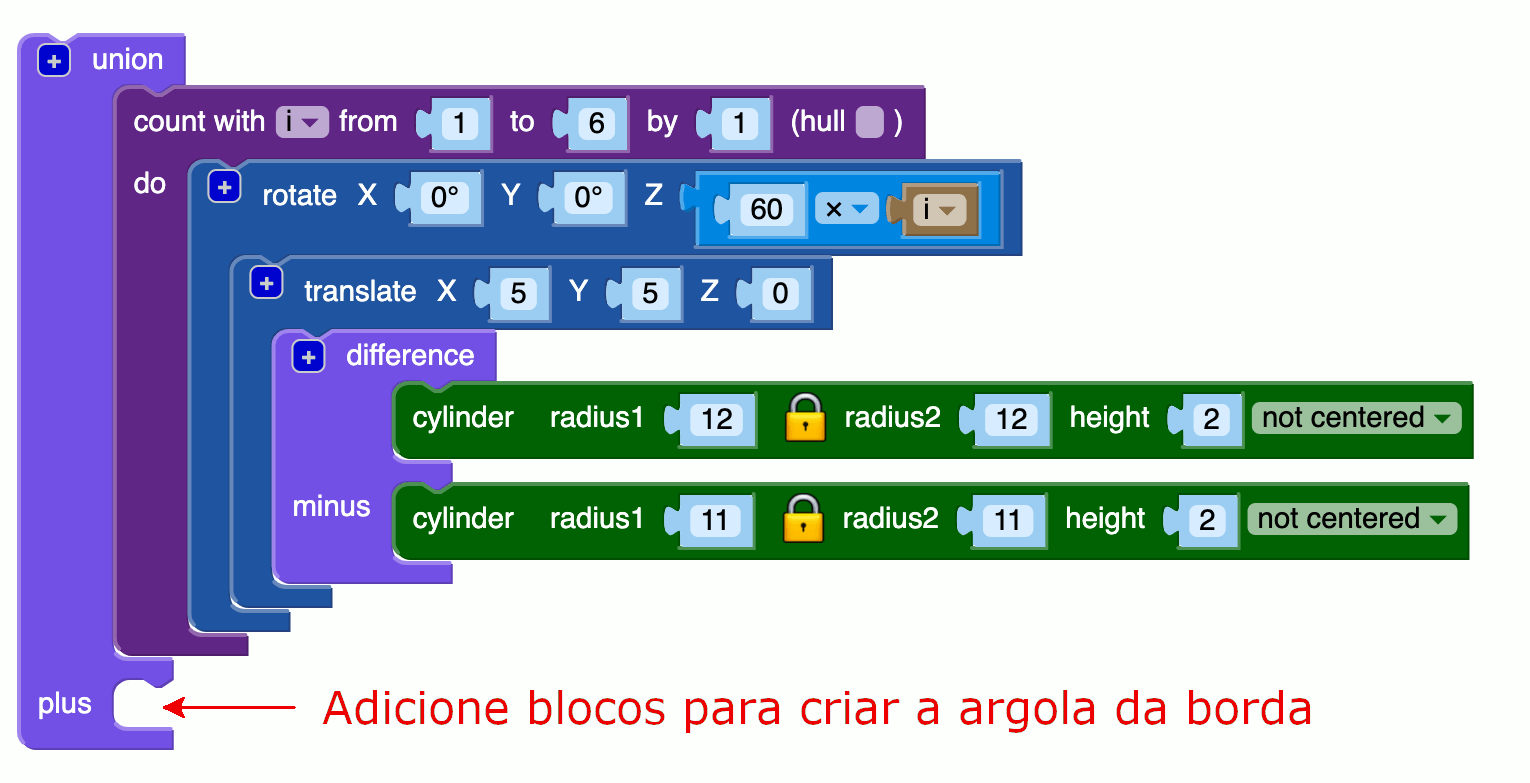 + union
count with i from 1 to 6 by 1 (hull )
do + rotate X 0° Y 0° Z 60 × i
+ translate X 5 Y 5 Z 0
+ difference
cylinder radius1 12 radius2 12 height 2 not centered
minus cylinder radius1 11 radius2 11 height 2 not centered
plus Adicione blocos para criar a argola da borda